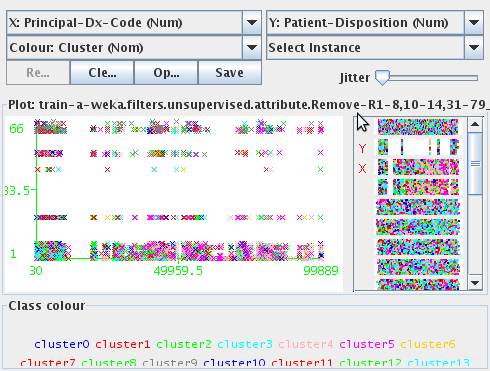 X: Principal-Dx-Code (Num) Y: Patient-Disposition (Num)
Colour: Cluster (Nom) Select Instance
Re... Cle... Op... Save Jitter
Plot: train-a-weka.filters.unsupervised.attribute.Remove-R1-8,10-14,31-79_
66
33.5
1
30 49959.5 99889
Y
X
Class colour
cluster0 cluster1 cluster2 cluster3 cluster4 cluster5 cluster6
cluster7 cluster8 cluster9 cluster10 cluster11 cluster12 cluster13